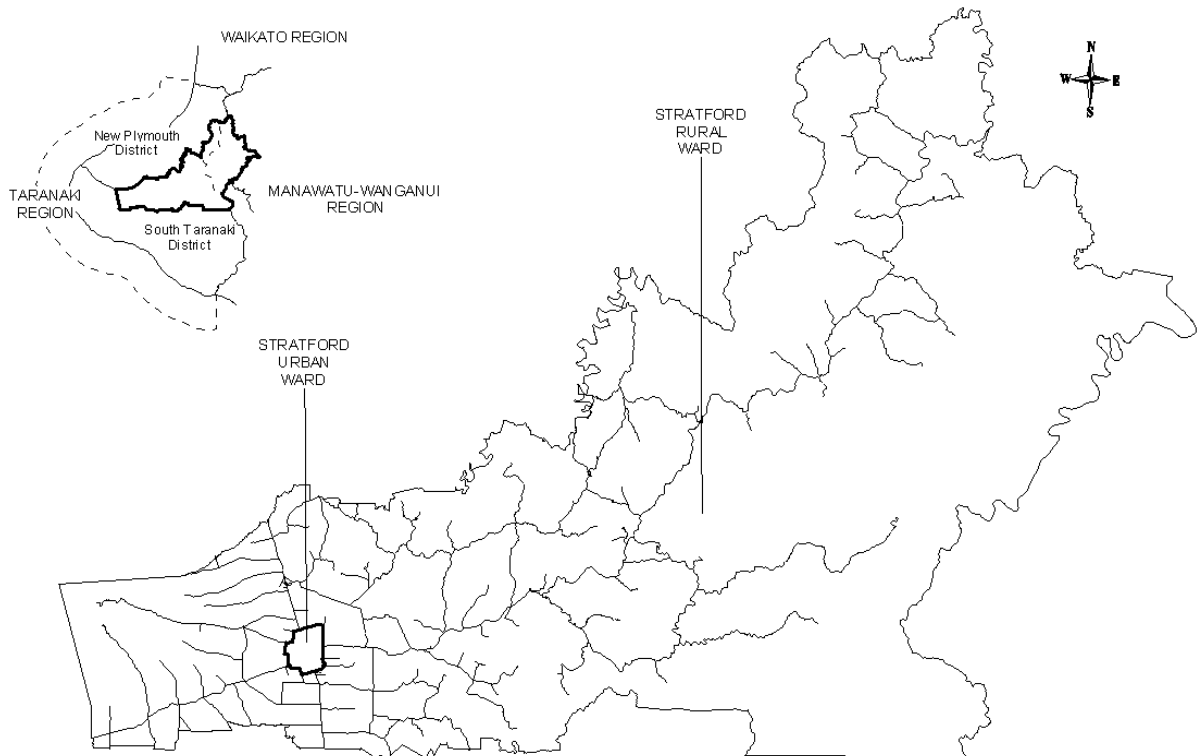 WAIKATO REGION
N
W E
S
STRATFORD
RURAL
WARD
New Plymouth
District
TARANAKI
REGION
MANAWATU-WANGANUI
REGION
South Taranaki
District
STRATFORD
URBAN
WARD